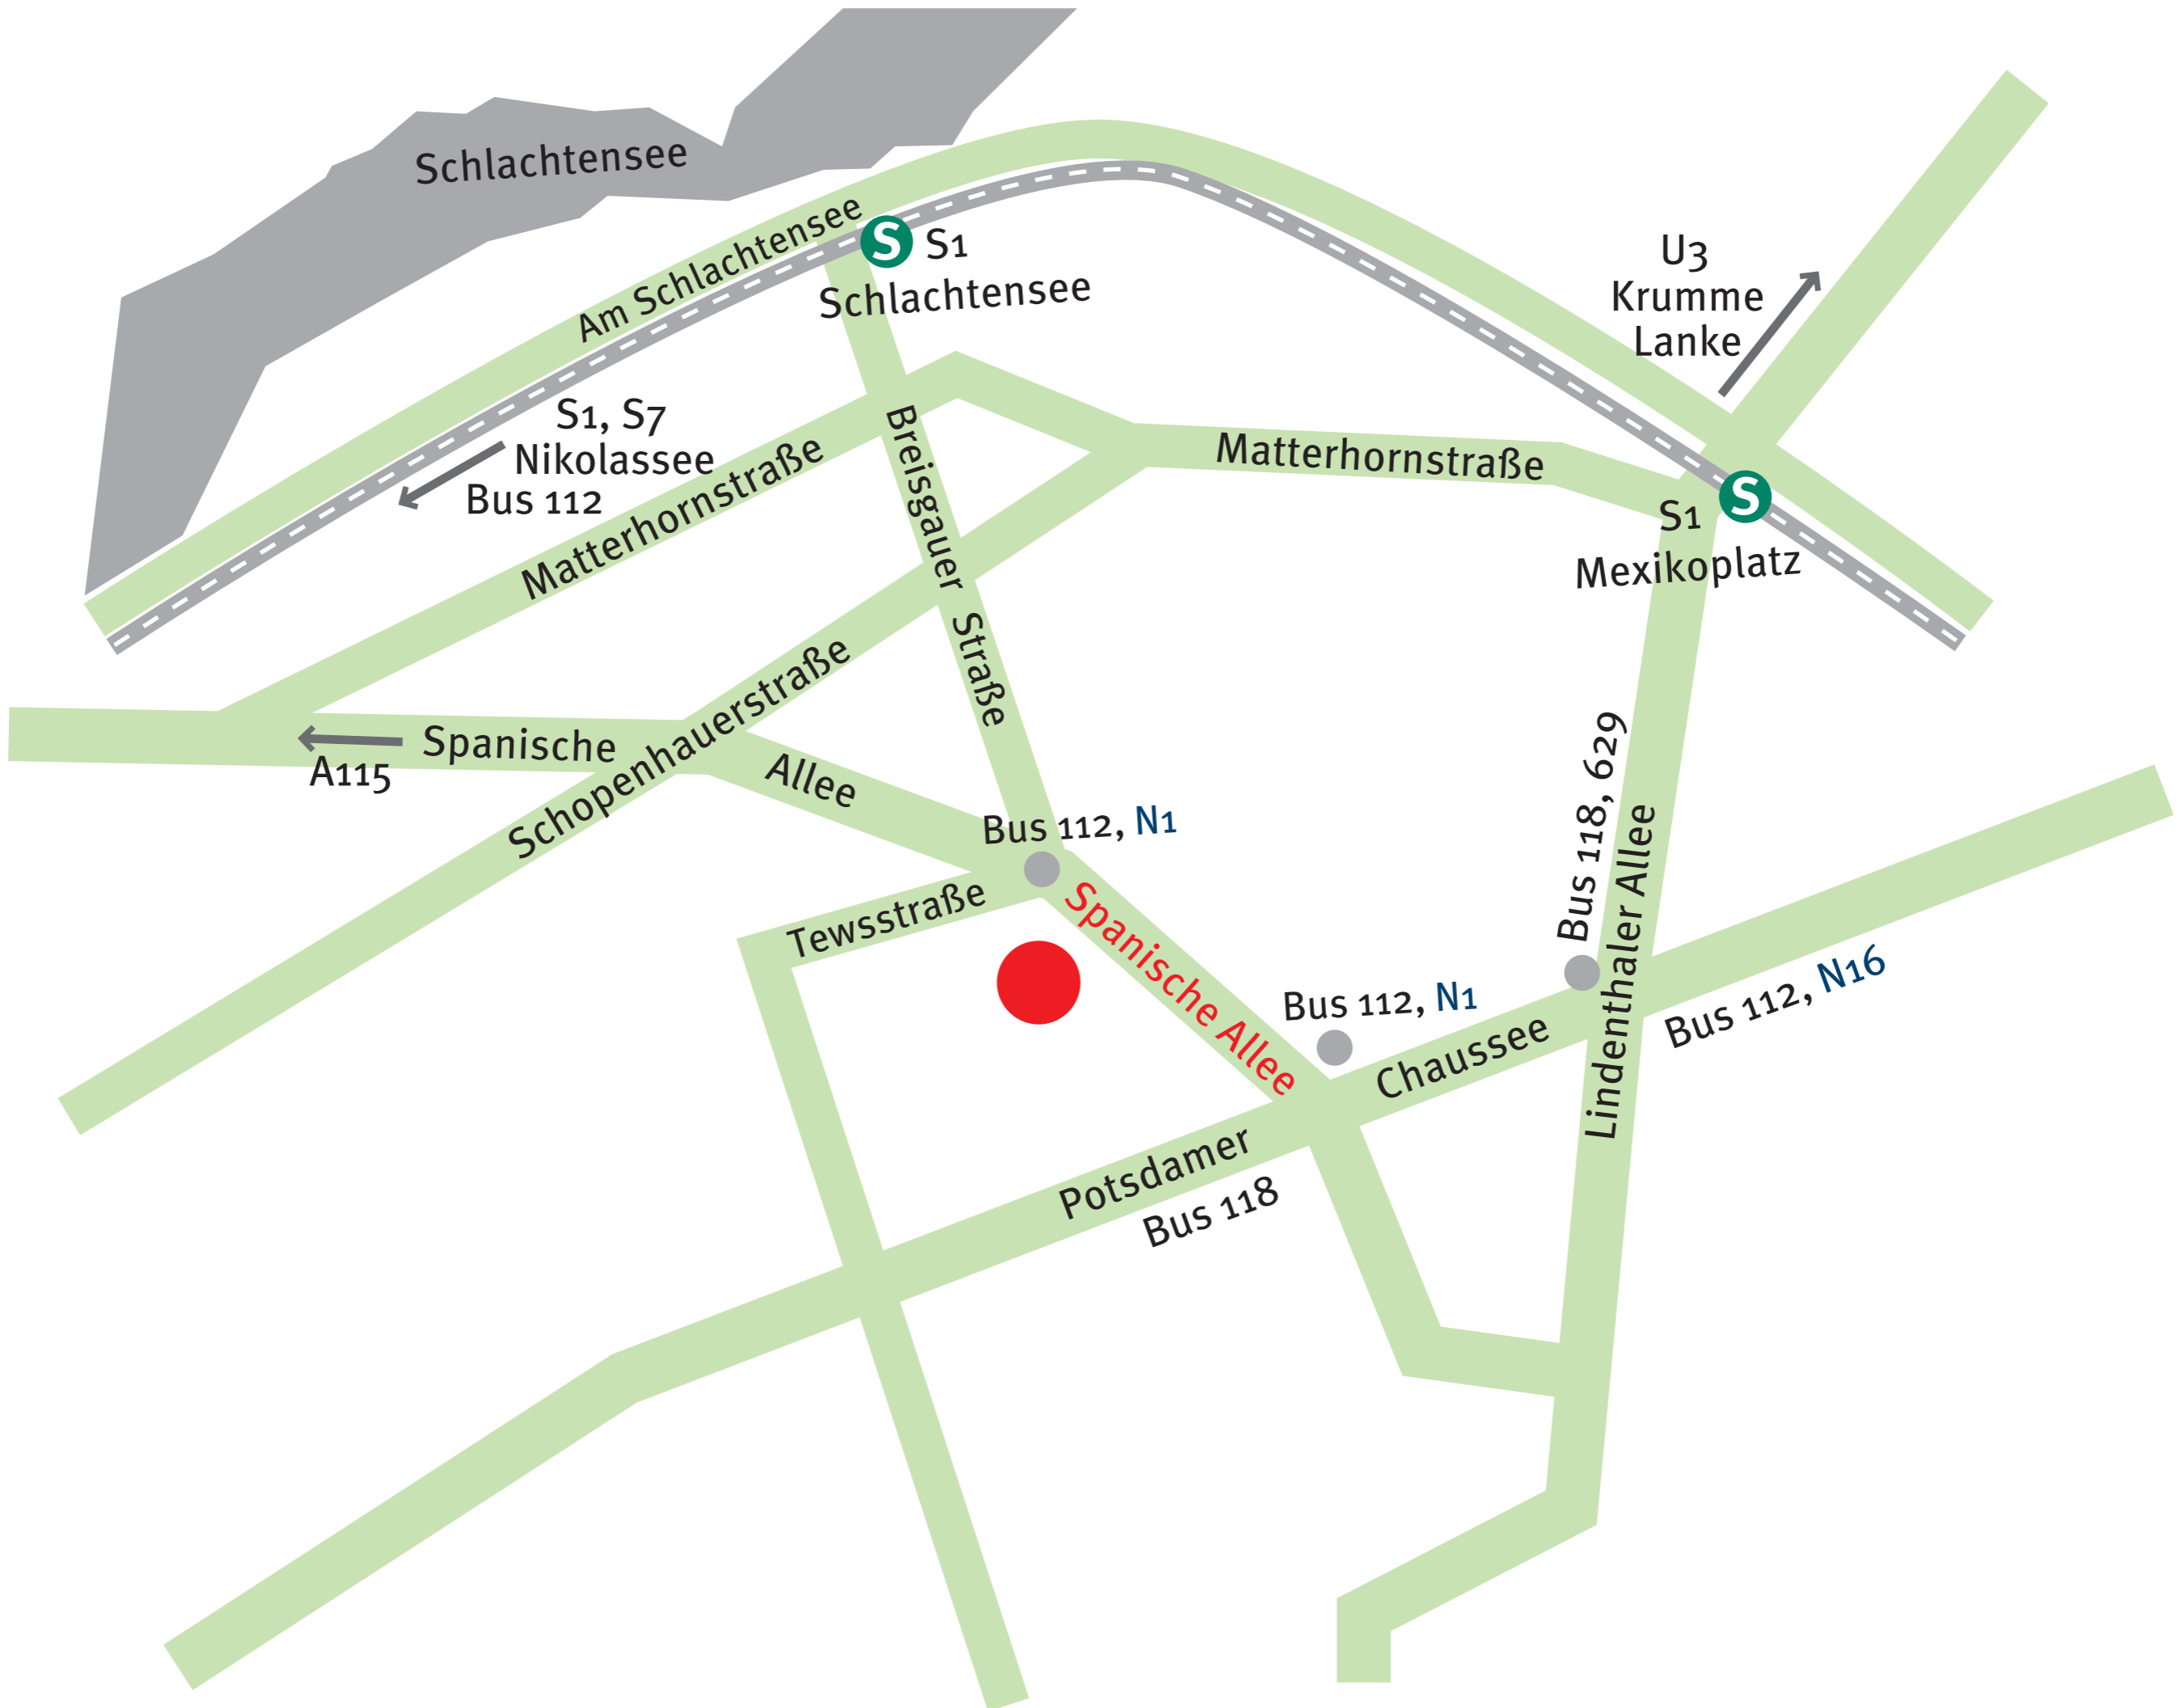 Schlachtensee
Am Schlachtensee
S
S1
Schlachtensee
U3
Krumme
Lanke
S1, S7
Nikolassee
Bus 112
Matterhornstraße
Matterhornstraße
Breisgauer Straße
S
S1
Mexikoplatz
Schopenhauerstraße
Spanische
Allee
A115
Bus 112, N1
Tewsstraße
Spanische Allee
Bus 118, 629
Lindenthaler Allee
Bus 112, N1
Chaussee
Bus 112, N16
Potsdamer
Bus 118